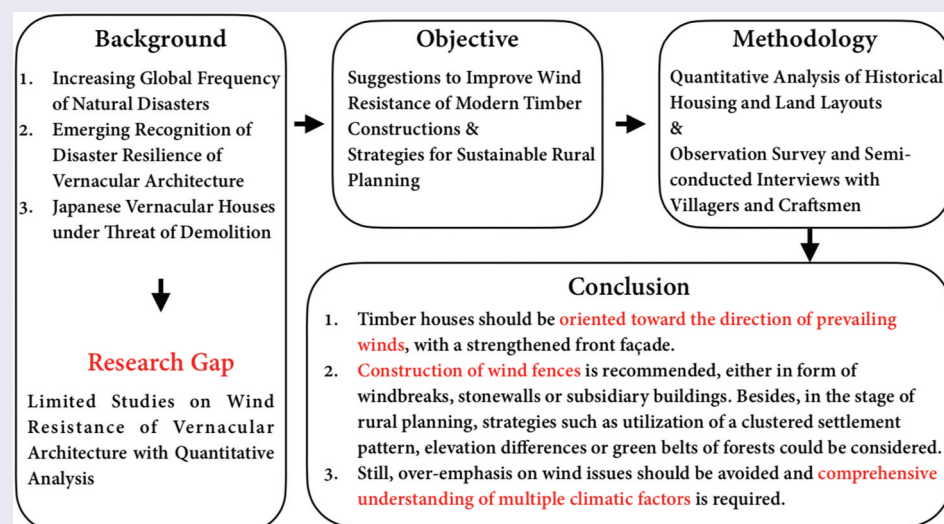 Background
1. Increasing Global Frequency
of Natural Disasters
2. Emerging Recognition of
Disaster Resilience of
Vernacular Architecture
3. Japanese Vernacular Houses
under Threat of Demolition
Research Gap
Limited Studies on Wind
Resistance of Vernacular
Architecture with Quantitative
Analysis
Objective
Suggestions to Improve Wind
Resistance of Modern Timber
Constructions &
Strategies for Sustainable Rural
Planning
Methodology
Quantitative Analysis of Historical
Housing and Land Layouts
&
Observation Survey and Semi-
conducted Interviews with
Villagers and Craftsmen
Conclusion
1. Timber houses should be oriented toward the direction of prevailing
winds, with a strengthened front façade.
2. Construction of wind fences is recommended, either in form of
windbreaks, stonewalls or subsidiary buildings. Besides, in the stage of
rural planning, strategies such as utilization of a clustered settlement
pattern, elevation differences or green belts of forests could be considered.
3. Still, over-emphasis on wind issues should be avoided and comprehensive
understanding of multiple climatic factors is required.